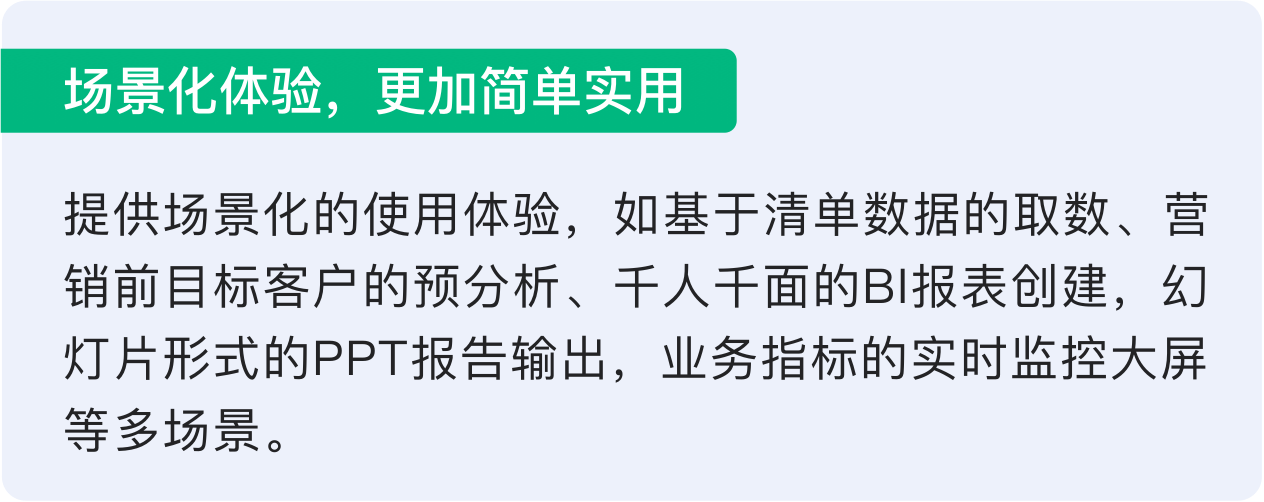 场景化体验，更加简单实用
提供场景化的使用体验，如基于清单数据的取数、营
销前目标客户的预分析、千人千面的BI报表创建，幻
灯片形式的PPT报告输出，业务指标的实时监控大屏
等多场景。